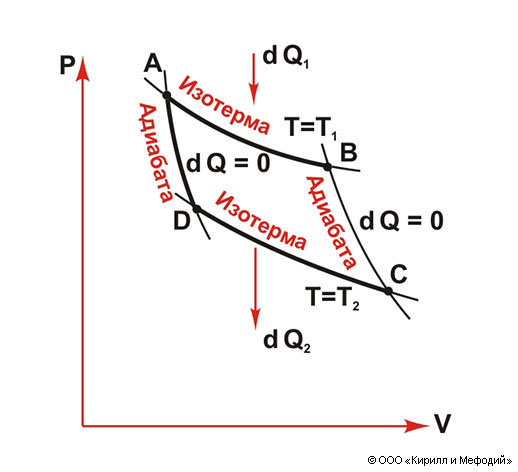 P
A
dQ₁
Изотерма
T=T₁
B
Адиабата
dQ = 0
Адиабата
dQ = 0
D
Изотерма
T=T₂
C
dQ₂
V
© ООО «Кирилл и Мефодий»